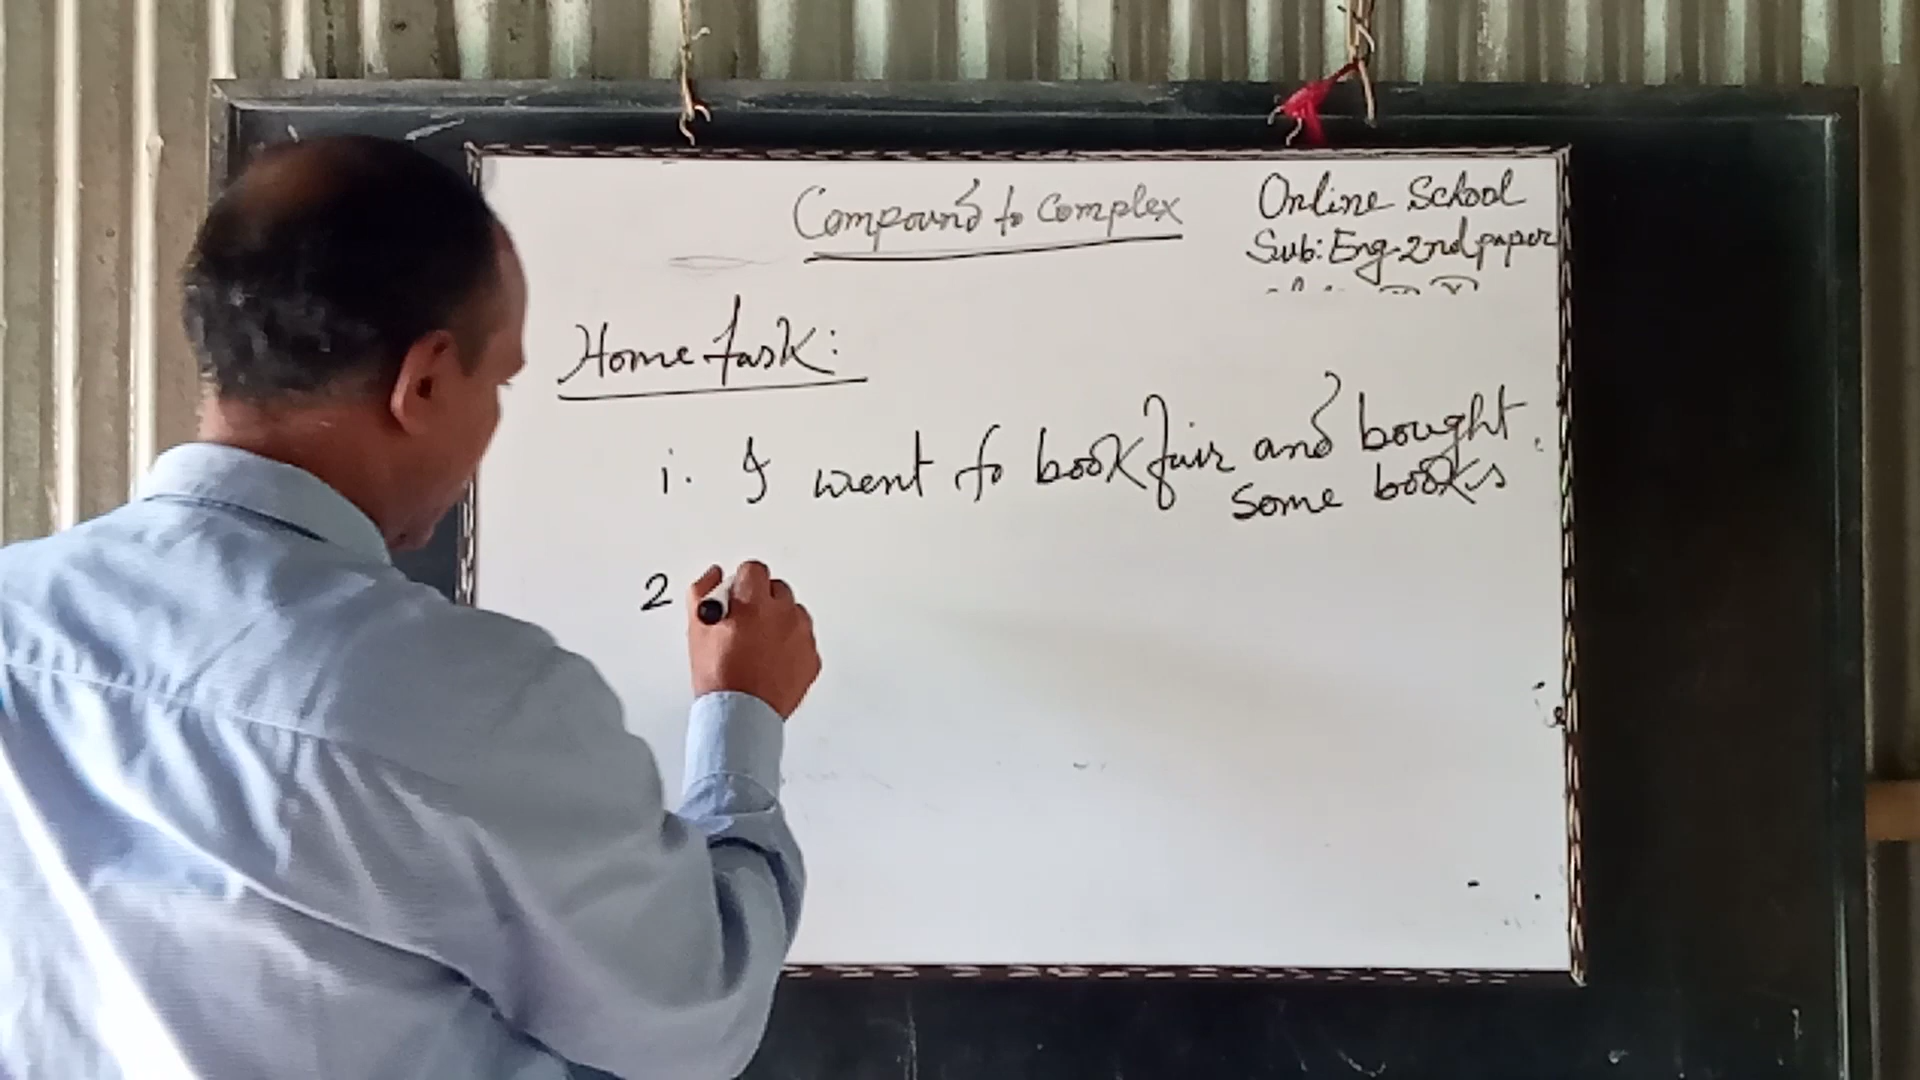 Compound to Complex
Online School
Sub: Eng-2nd paper
Home task:
i. I went to book fair and bought
some books
2